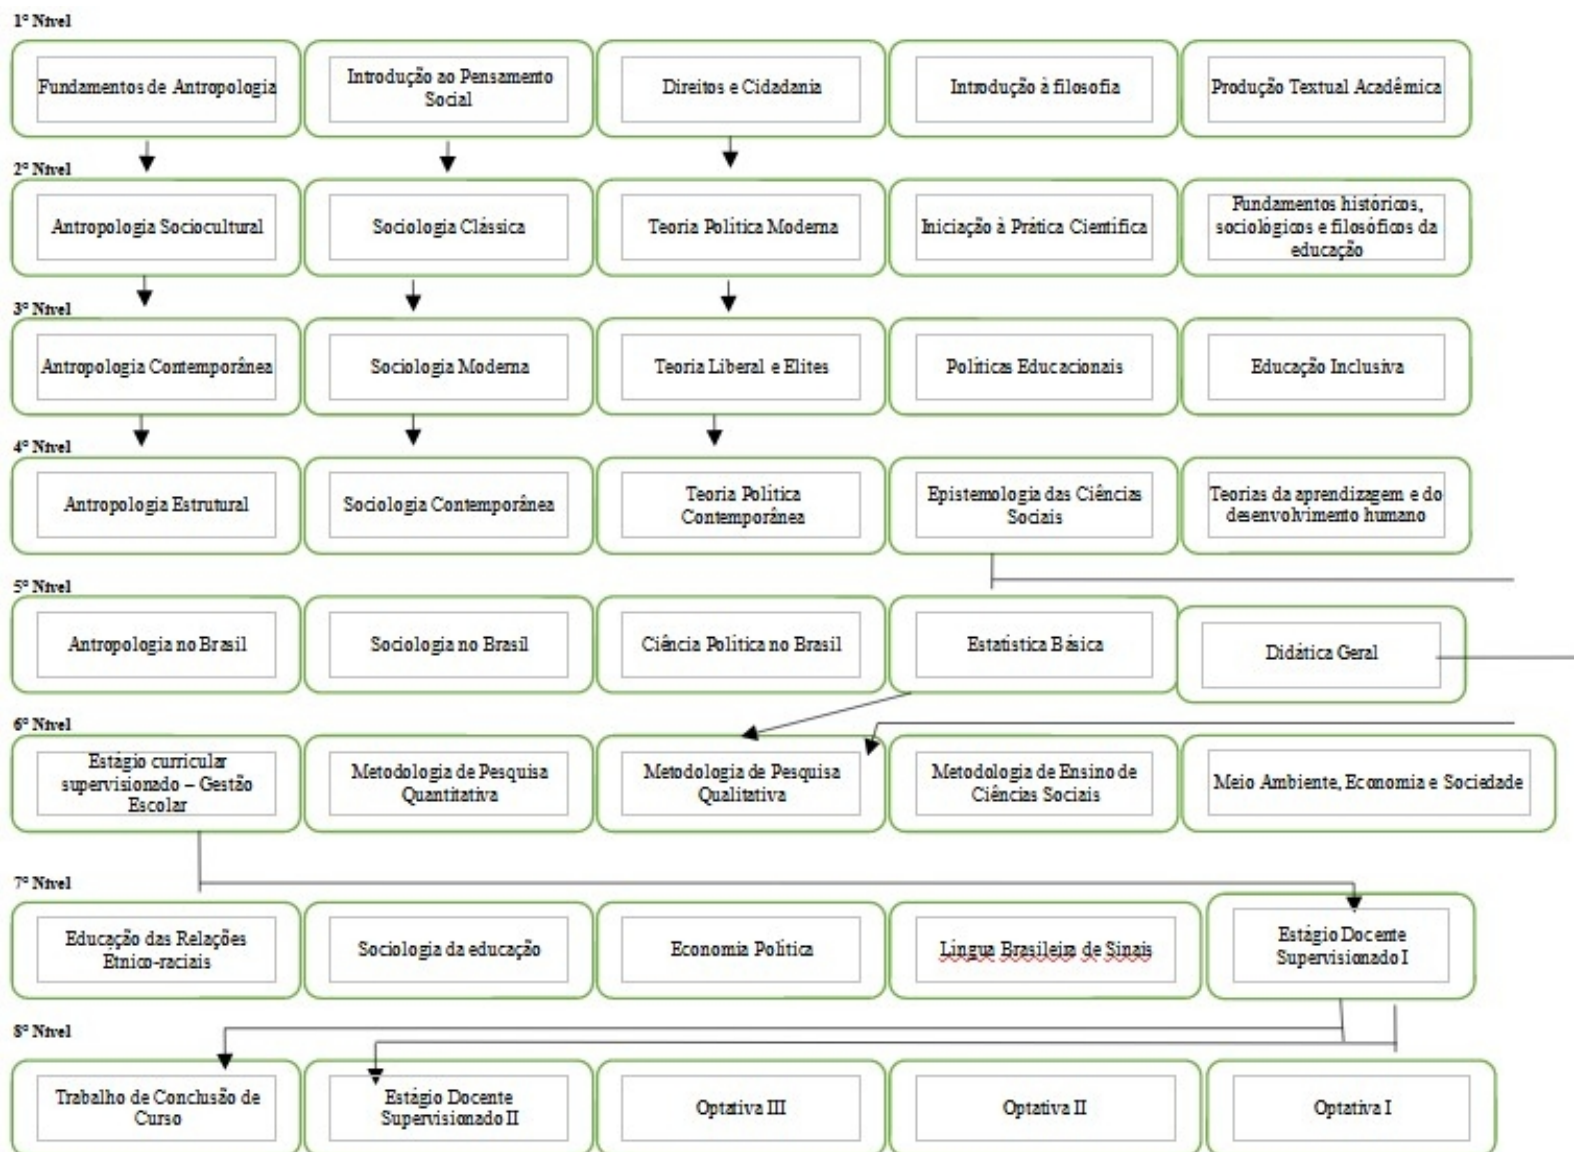 1º Nível
Fundamentos de Antropologia
Introdução ao Pensamento
Social
Direitos e Cidadania
Introdução à filosofia
Produção Textual Acadêmica
2º Nível
Antropologia Sociocultural
Sociologia Clássica
Teoria Política Moderna
Iniciação à Prática Científica
Fundamentos históricos,
sociológicos e filosóficos da
educação
3º Nível
Antropologia Contemporânea
Sociologia Moderna
Teoria Liberal e Elites
Políticas Educacionais
Educação Inclusiva
4º Nível
Antropologia Estrutural
Sociologia Contemporânea
Teoria Política
Contemporânea
Epistemologia das Ciências
Sociais
Teorias da aprendizagem e do
desenvolvimento humano
5º Nível
Antropologia no Brasil
Sociologia no Brasil
Ciência Política no Brasil
Estatística Básica
Didática Geral
6º Nível
Estágio curricular
supervisionado – Gestão
Escolar
Metodologia de Pesquisa
Quantitativa
Metodologia de Pesquisa
Qualitativa
Metodologia de Ensino de
Ciências Sociais
Meio Ambiente, Economia e Sociedade
7º Nível
Educação das Relações
Étnico-raciais
Sociologia da educação
Economia Política
Língua Brasileira de Sinais
Estágio Docente
Supervisionado I
8º Nível
Trabalho de Conclusão de
Curso
Estágio Docente
Supervisionado II
Optativa III
Optativa II
Optativa I